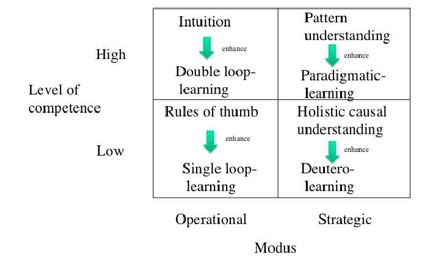 Intuition
enhance
Double loop-
learning
Pattern
understanding
enhance
Paradigmatic-
learning
High
Level of
competence
Rules of thumb
enhance
Single loop-
learning
Holistic causal
understanding
enhance
Deutero-
learning
Low
Operational
Strategic
Modus